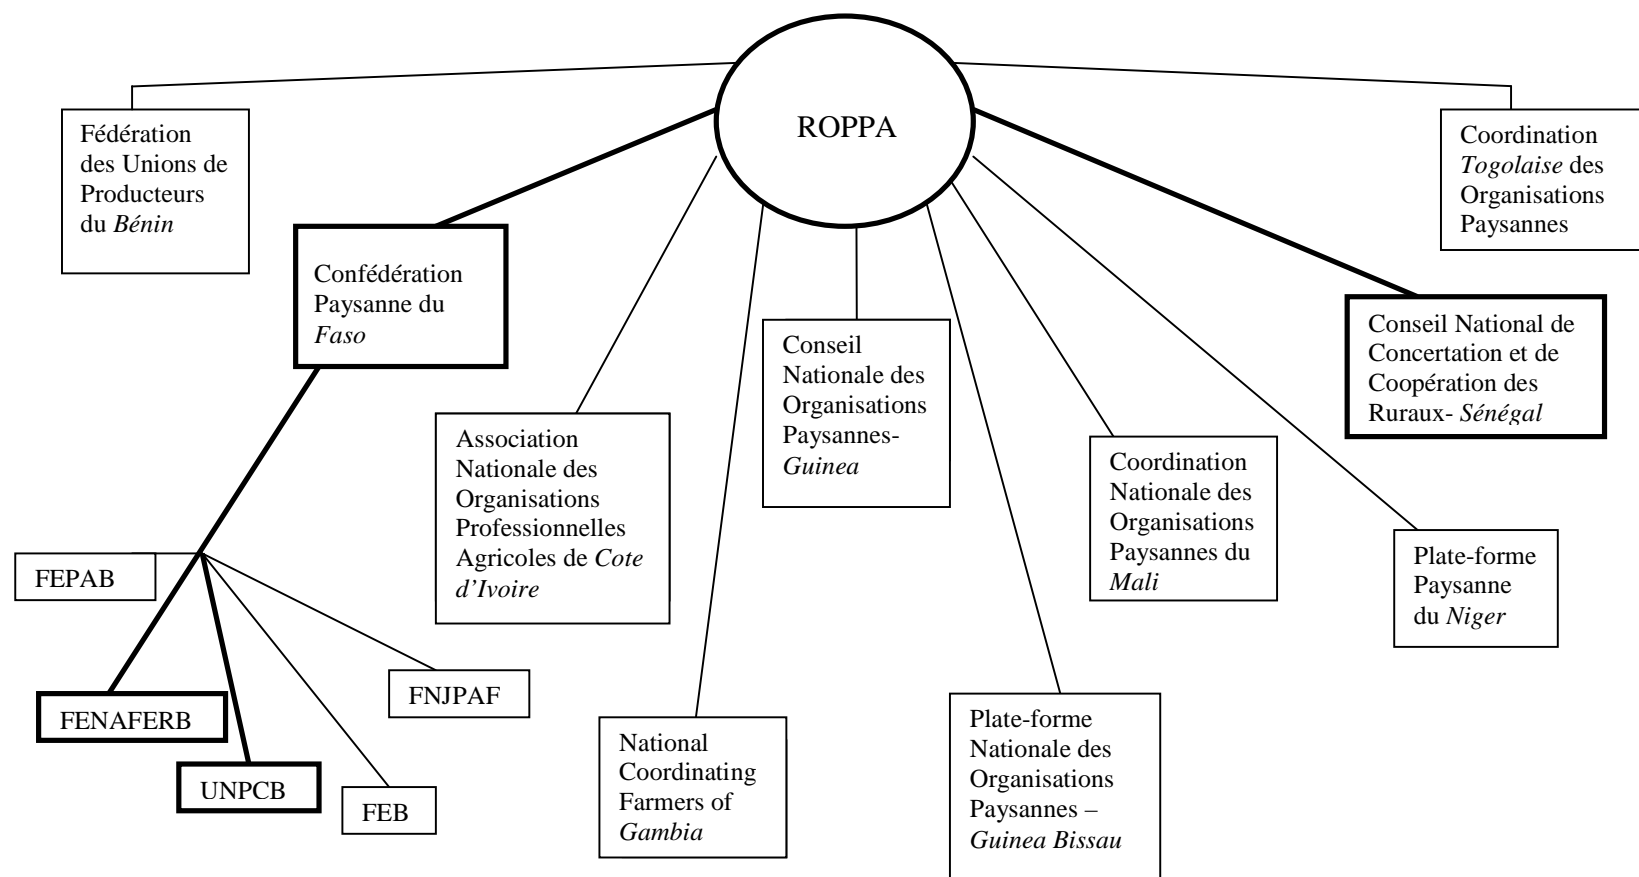 ROPPA
Fédération
des Unions de
Producteurs
du Bénin
Coordination
Togolaise des
Organisations
Paysannes
Confédération
Paysanne du
Faso
Conseil National de
Concertation et de
Coopération des
Ruraux- Sénégal
Conseil
Nationale des
Organisations
Paysannes-
Guinea
Association
Nationale des
Organisations
Professionnelles
Agricoles de Cote
d’Ivoire
Coordination
Nationale des
Organisations
Paysannes du
Mali
Plate-forme
Paysanne
du Niger
FEPAB
FENAFERB
UNPCB
FEB
FNJPAF
National
Coordinating
Farmers of
Gambia
Plate-forme
Nationale des
Organisations
Paysannes –
Guinea Bissau